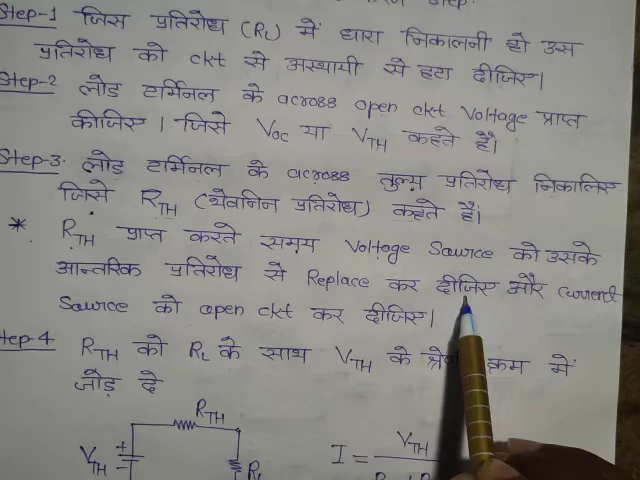 Step-1 जिस प्रतिरोध (RL) में धारा निकालनी हो उस
प्रतिरोध को ckt से अस्थायी से हटा दीजिए।
Step-2 लोड टर्मिनल के across open ckt Voltage प्राप्त
कीजिए। जिसे VOC या VTH कहते हैं।
Step-3. लोड टर्मिनल के across तुल्य प्रतिरोध निकालिए
जिसे RTH (थेवनिन प्रतिरोध) कहते हैं।
* RTH प्राप्त करते समय Voltage Source को उसके
आन्तरिक प्रतिरोध से Replace कर दीजिए और Current
Source को open ckt कर दीजिए।
Step-4 RTH को RL के साथ VTH के क्रम में
जोड़ दे
RTH
VTH
+
-
RL
I = VTH